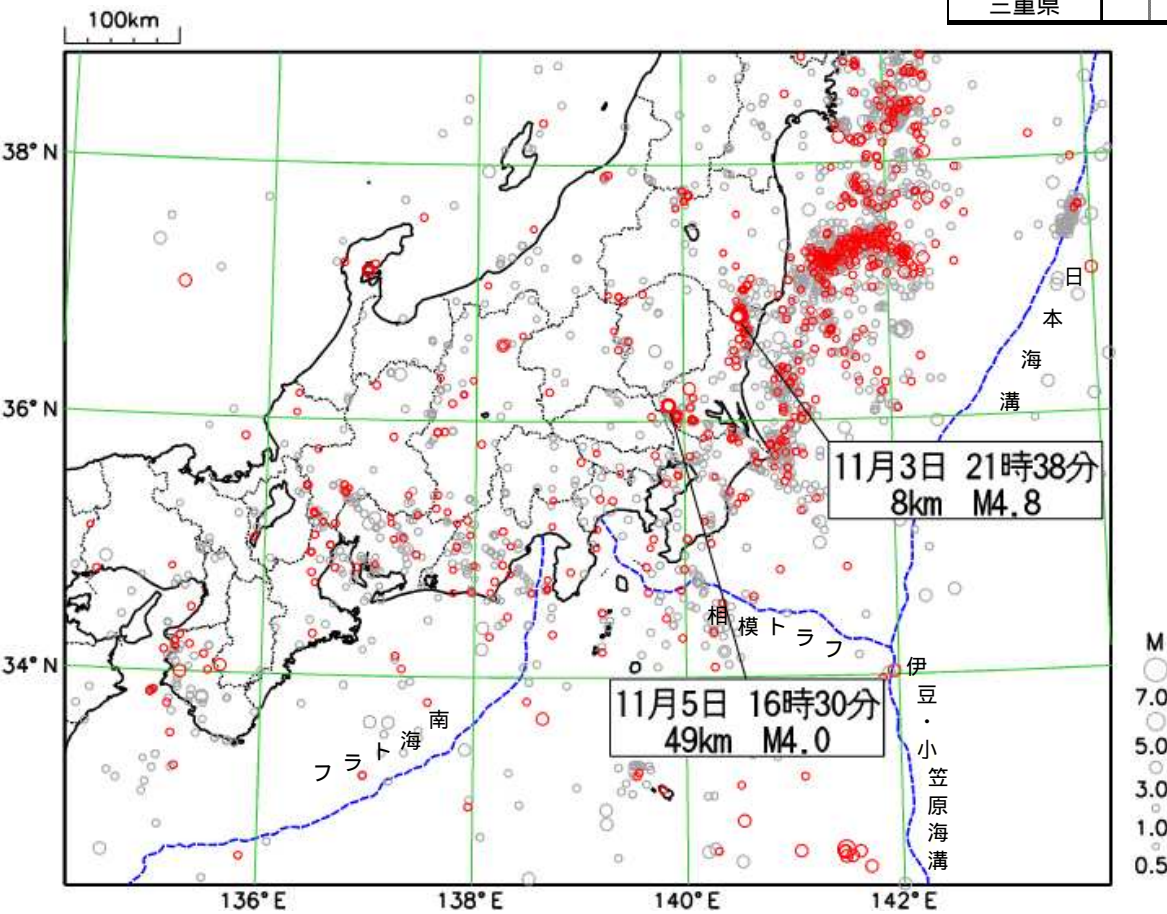 三重県
100km
38°N
36°N
34°N
日本海溝
11月3日 21時38分
8km M4.8
相模トラフ
11月5日 16時30分
49km M4.0
南海トラフ
伊豆・小笠原海溝
M
7.0
5.0
3.0
1.0
0.5
136°E
138°E
140°E
142°E